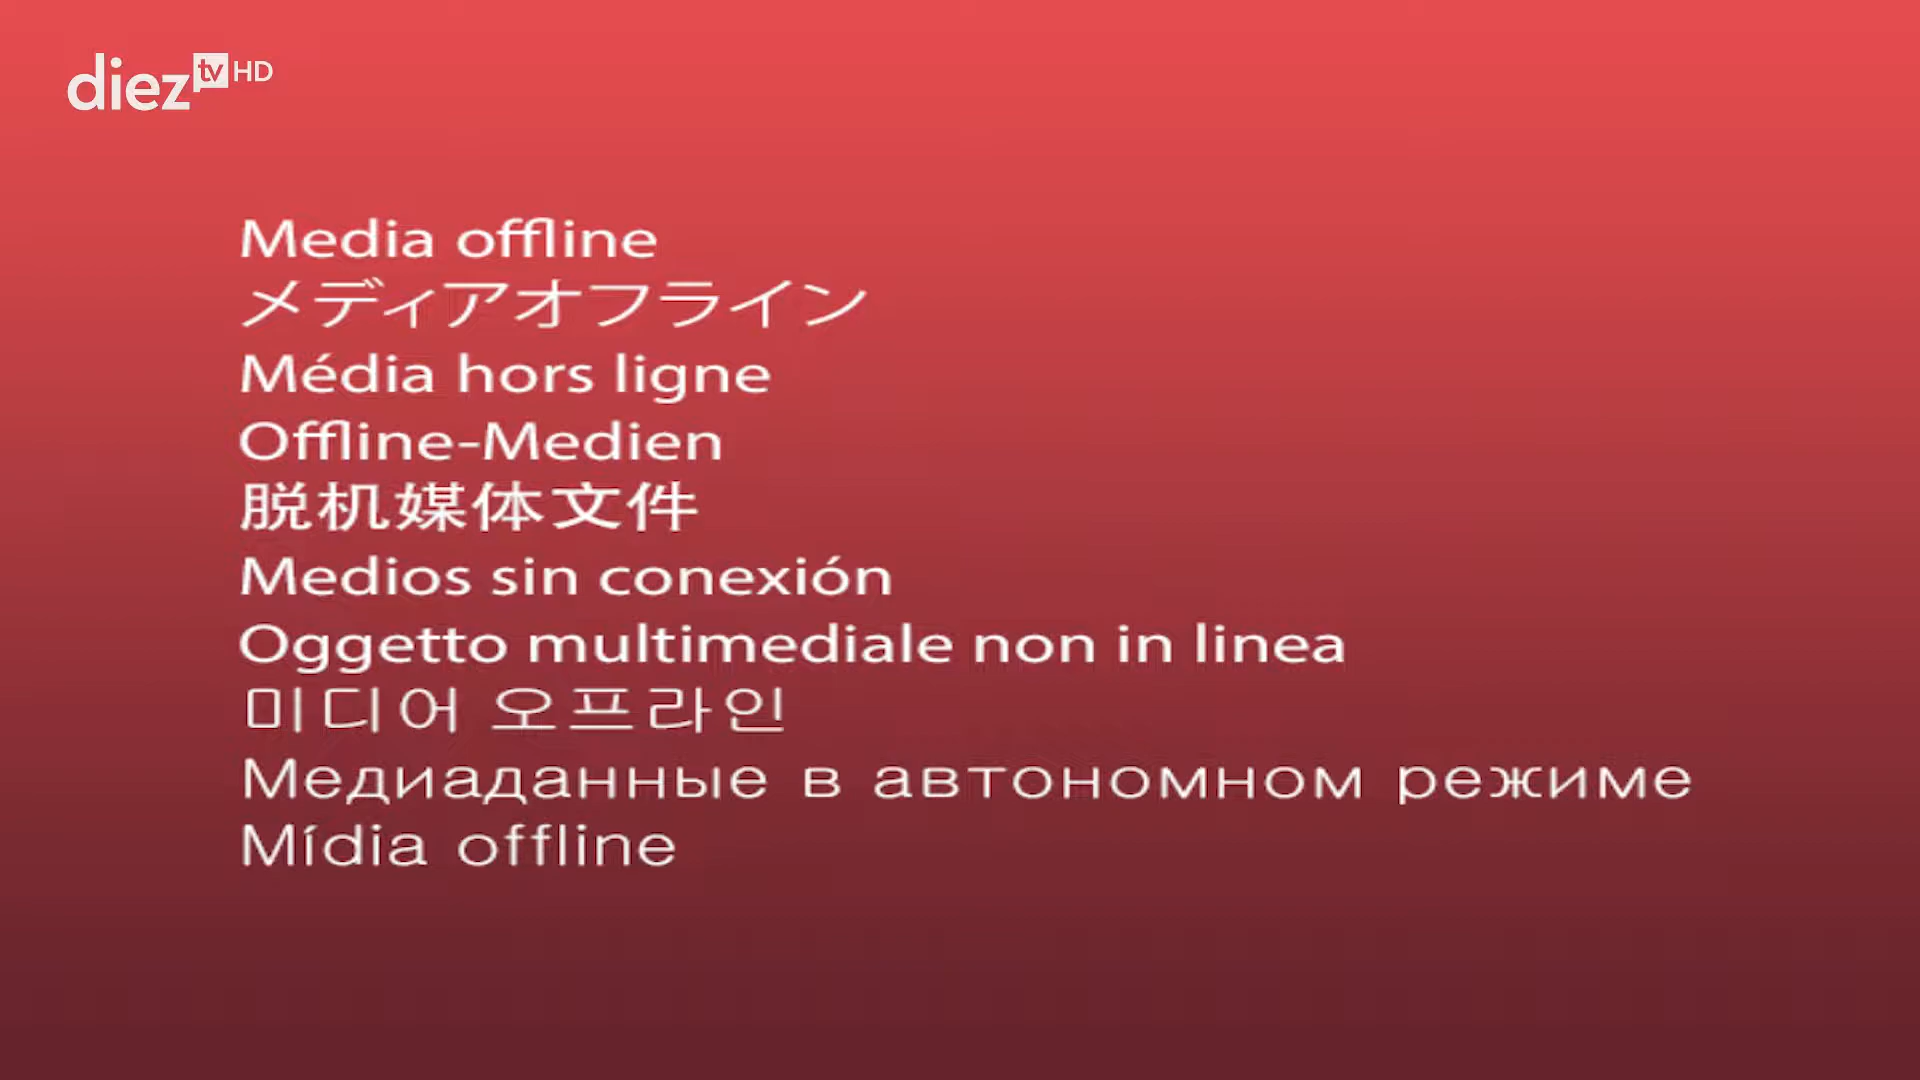 diez tv HD
Media offline
メディアオフライン
Média hors ligne
Offline-Medien
脱机媒体文件
Medios sin conexión
Oggetto multimediale non in linea
미디어 오프라인
Медиаданные в автономном режиме
Mídia offline